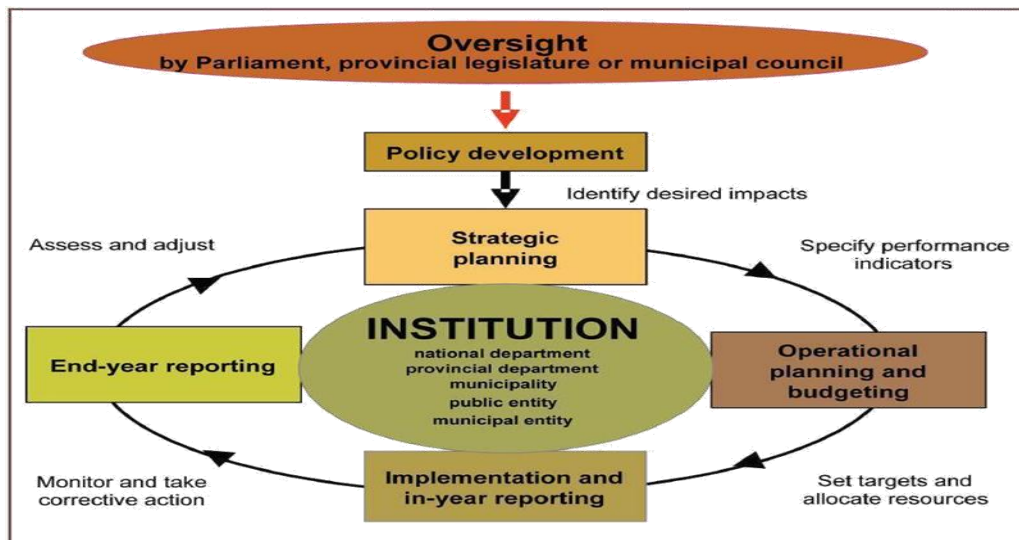 Oversight
by Parliament, provincial legislature or municipal council
Policy development
Identify desired impacts
Strategic
planning
Assess and adjust
Specify performance
indicators
INSTITUTION
national department
provincial department
municipality
public entity
municipal entity
End-year reporting
Operational
planning and
budgeting
Monitor and take
corrective action
Implementation and
in-year reporting
Set targets and
allocate resources